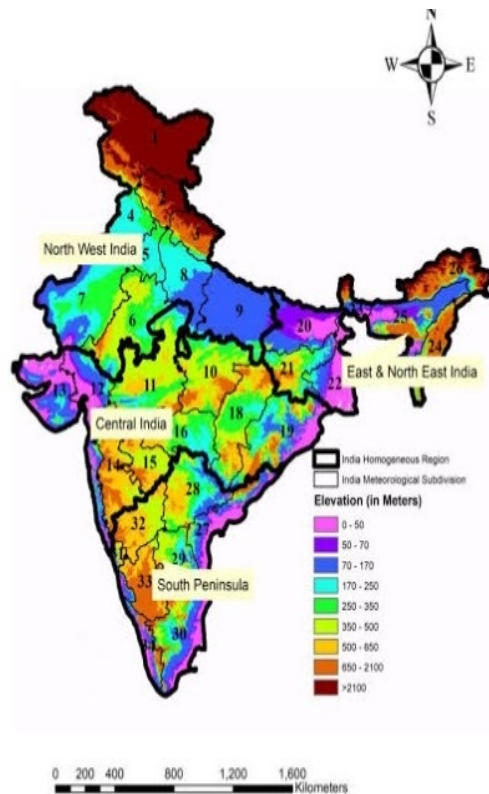 N
W E
S
1
2
3
4
5
North West India
8
7
6
9
20
26
25
24
10
21
East & North East India
22
11
13
12
18
Central India
16
19
14
15
28
27
32
29
33
South Peninsula
30
India Homogeneous Region
India Meteorological Subdivision
Elevation (in Meters)
0 - 50
50 - 70
70 - 170
170 - 250
250 - 350
350 - 500
500 - 650
650 - 2100
>2100
0 200 400 800 1,200 1,600
Kilometers